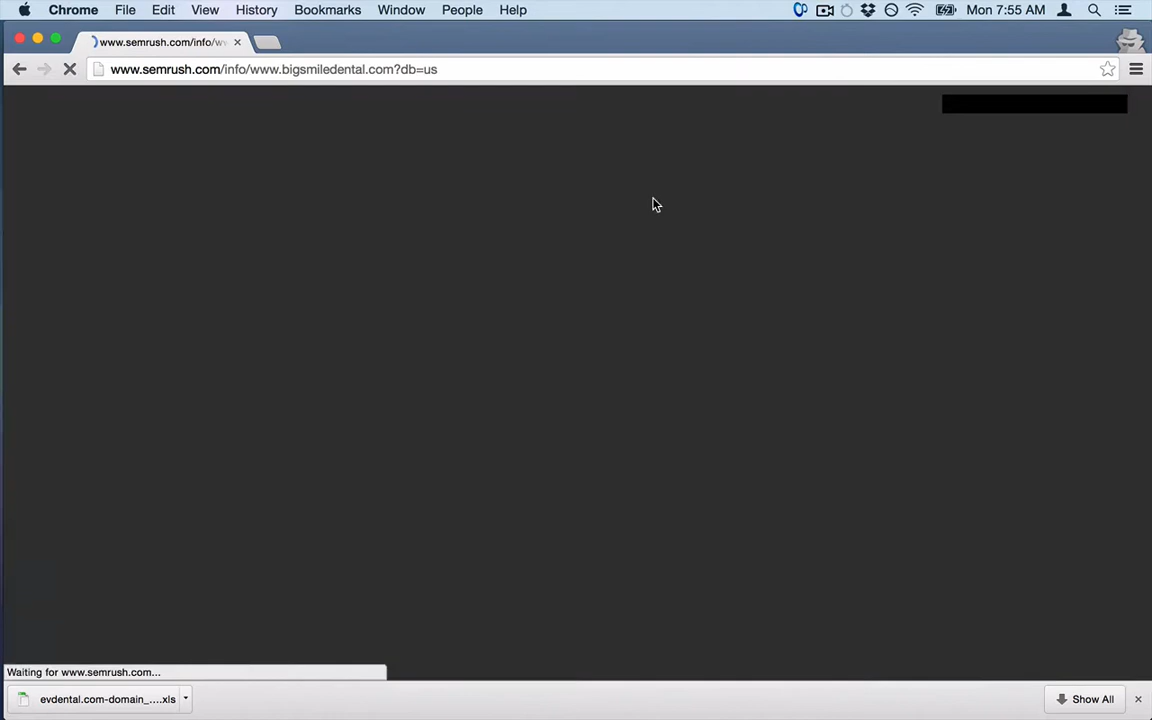 Chrome File Edit View History Bookmarks Window People Help Mon 7:55 AM
www.semrush.com/info/w
www.semrush.com/info/www.bigsmiledental.com?db=us
Waiting for www.semrush.com...
evdental.com-domain_....xls Show All